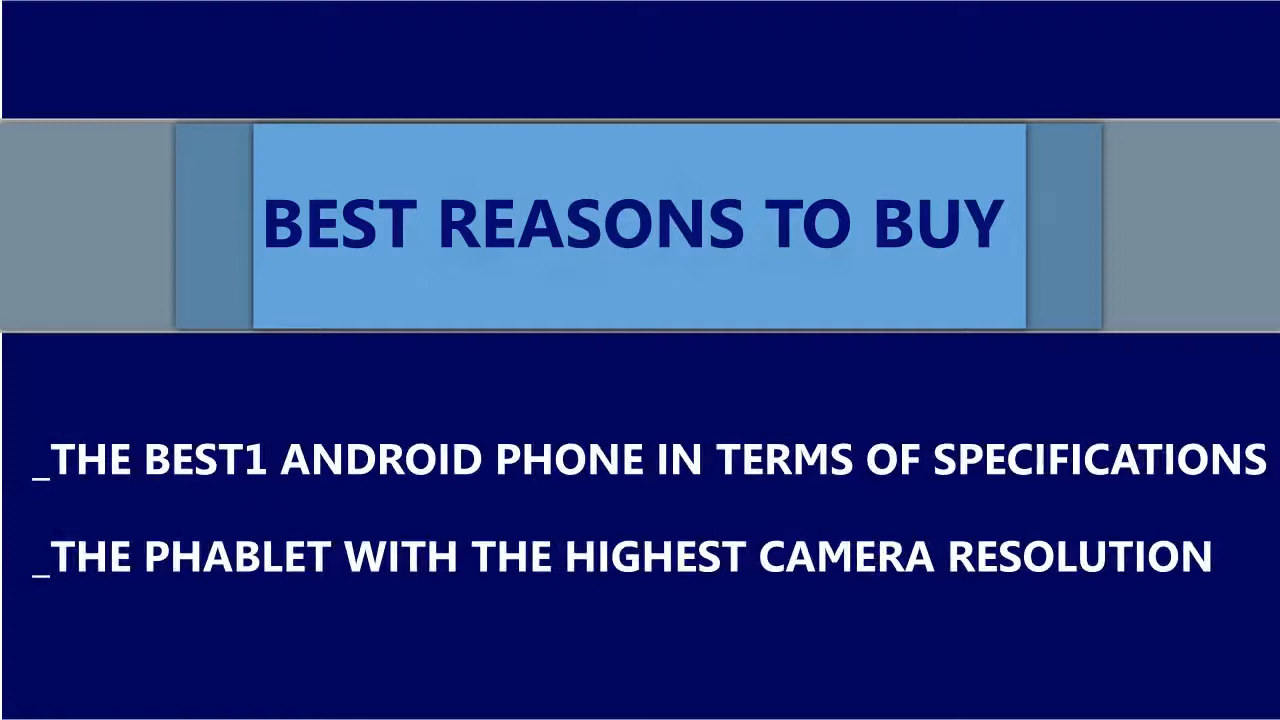 BEST REASONS TO BUY
_THE BEST1 ANDROID PHONE IN TERMS OF SPECIFICATIONS
_THE PHABLET WITH THE HIGHEST CAMERA RESOLUTION